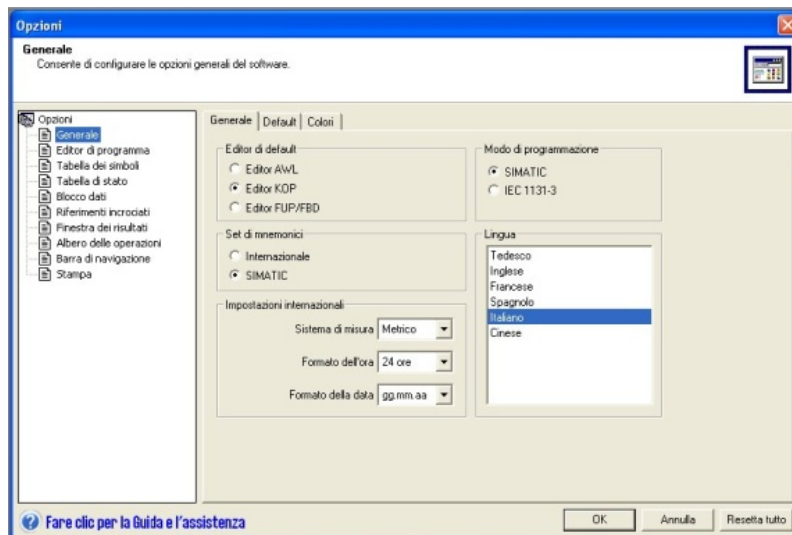 Opzioni
Generale
Consente di configurare le opzioni generali del software.
Opzioni
Generale
Editor di programma
Tabella dei simboli
Tabella di stato
Blocco dati
Riferimenti incrociati
Finestra dei risultati
Albero delle operazioni
Barra di navigazione
Stampa
Generale Default Colori
Editor di default
Editor AWL
Editor KOP
Editor FUP/FBD
Modo di programmazione
SIMATIC
IEC 1131-3
Set di mnemonici
Internazionale
SIMATIC
Lingua
Tedesco
Inglese
Francese
Spagnolo
Italiano
Cinese
Impostazioni internazionali
Sistema di misura Metrico
Formato dell'ora 24 ore
Formato della data gg.mm.aa
Fare clic per la Guida e l'assistenza
OK Annulla Resetta tutto